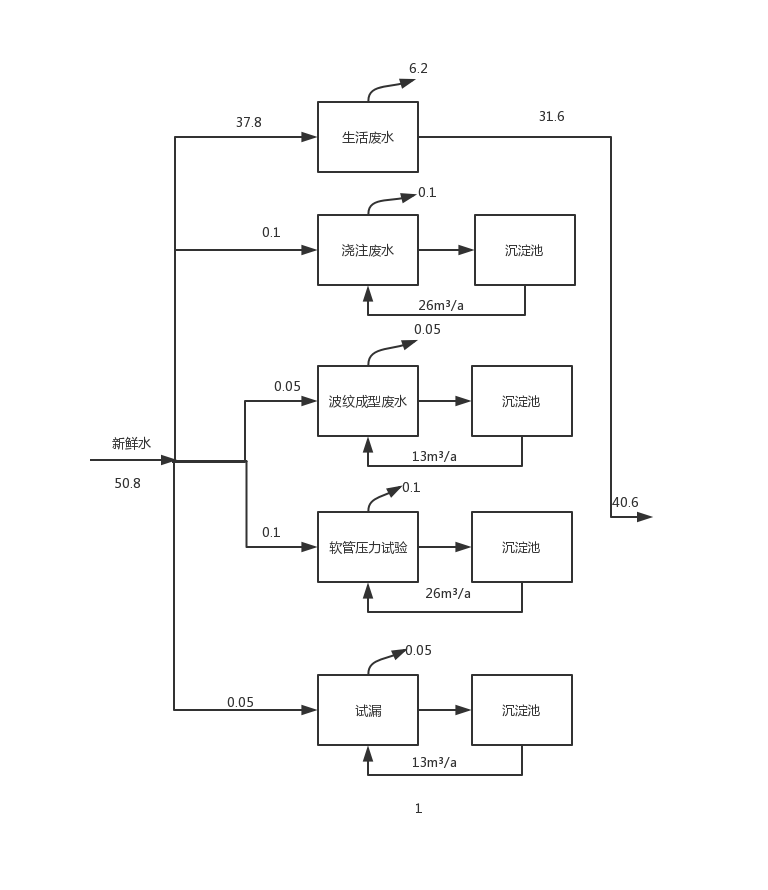 6.2
37.8
31.6
生活废水
0.1
0.1
浇注废水
沉淀池
26m³/a
0.05
0.05
波纹成型废水
沉淀池
13m³/a
新鲜水
50.8
0.1
40.6
0.1
软管压力试验
沉淀池
26m³/a
0.05
0.05
试漏
沉淀池
13m³/a
1